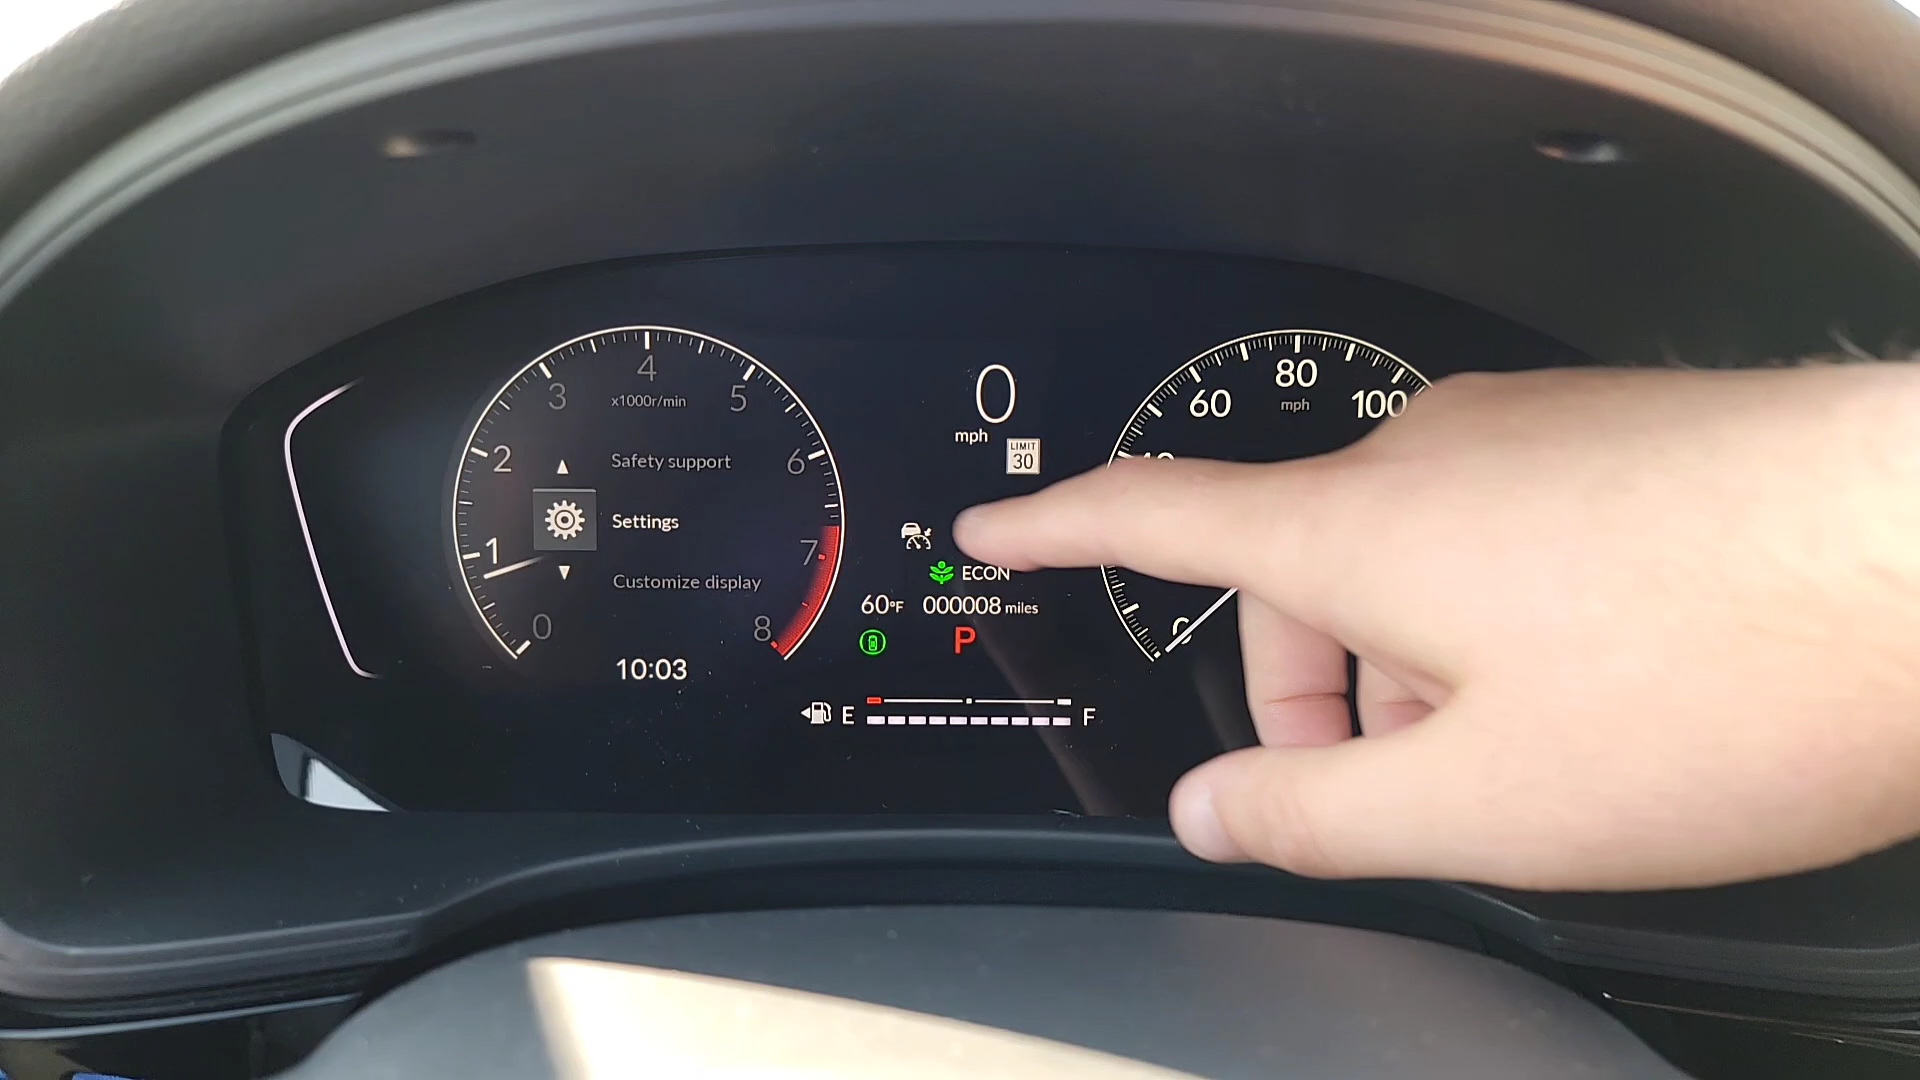 4
3
5
x1000r/min
2
6
Safety support
1
Settings
7
Customize display
0
8
10:03
0
mph
LIMIT
30
ECON
60°F 000008 miles
P
E
F
80
60
100
mph